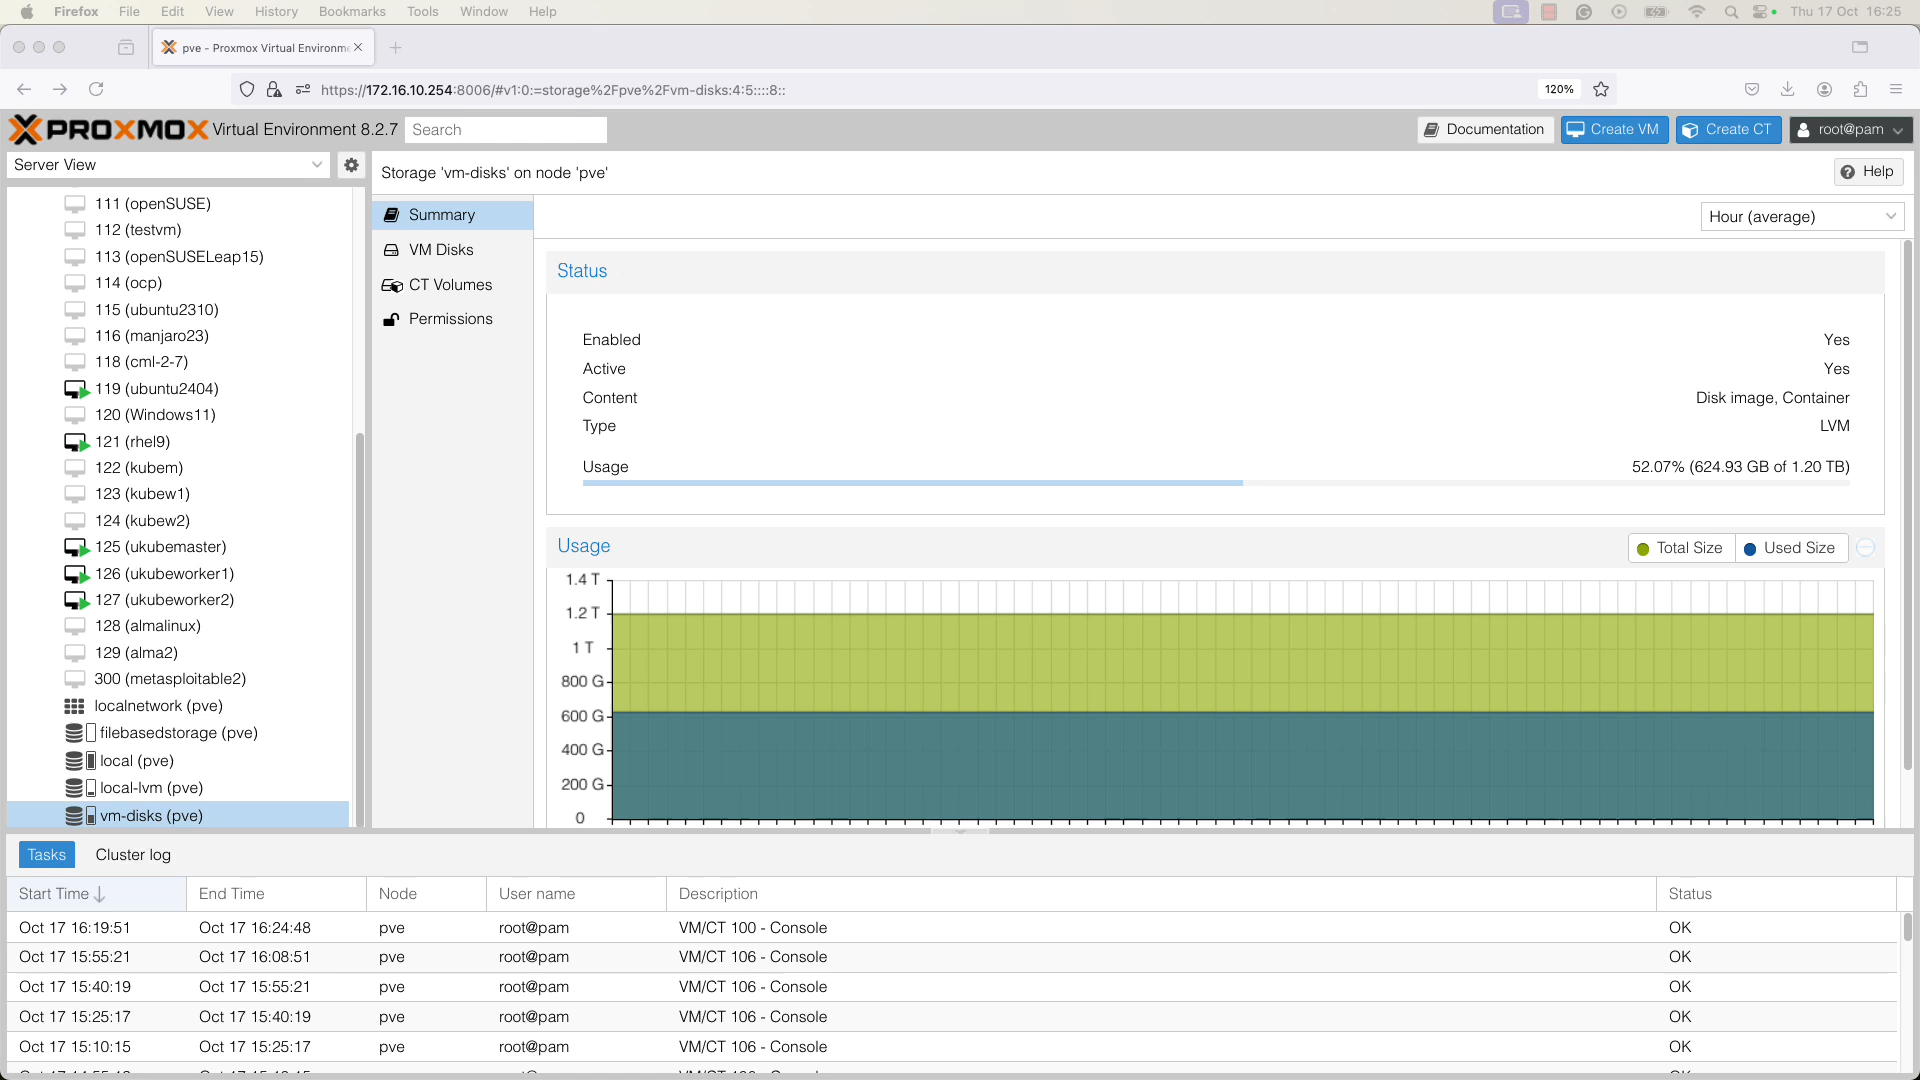 Firefox File Edit View History Bookmarks Tools Window Help Thu 17 Oct 16:25
pve - Proxmox Virtual Environme
https://172.16.10.254:8006/#v1:0:=storage%2Fpve%2Fvm-disks:4:5::::8:: 120%
PROXMOX Virtual Environment 8.2.7 Search Documentation Create VM Create CT root@pam
Server View
Storage 'vm-disks' on node 'pve' Help
111 (openSUSE)
112 (testvm)
113 (openSUSELeap15)
114 (ocp)
115 (ubuntu2310)
116 (manjaro23)
118 (cml-2-7)
119 (ubuntu2404)
120 (Windows11)
121 (rhel9)
122 (kubem)
123 (kubew1)
124 (kubew2)
125 (ukubemaster)
126 (ukubeworker1)
127 (ukubeworker2)
128 (almalinux)
129 (alma2)
300 (metasploitable2)
localnetwork (pve)
filebasedstorage (pve)
local (pve)
local-lvm (pve)
vm-disks (pve)
Summary
VM Disks
CT Volumes
Permissions
Hour (average)
Status
Enabled Yes
Active Yes
Content Disk image, Container
Type LVM
Usage 52.07% (624.93 GB of 1.20 TB)
Usage Total Size Used Size
1.4 T
1.2 T
1 T
800 G
600 G
400 G
200 G
0
Tasks Cluster log
Start Time End Time Node User name Description Status
Oct 17 16:19:51 Oct 17 16:24:48 pve root@pam VM/CT 100 - Console OK
Oct 17 15:55:21 Oct 17 16:08:51 pve root@pam VM/CT 106 - Console OK
Oct 17 15:40:19 Oct 17 15:55:21 pve root@pam VM/CT 106 - Console OK
Oct 17 15:25:17 Oct 17 15:40:19 pve root@pam VM/CT 106 - Console OK
Oct 17 15:10:15 Oct 17 15:25:17 pve root@pam VM/CT 106 - Console OK